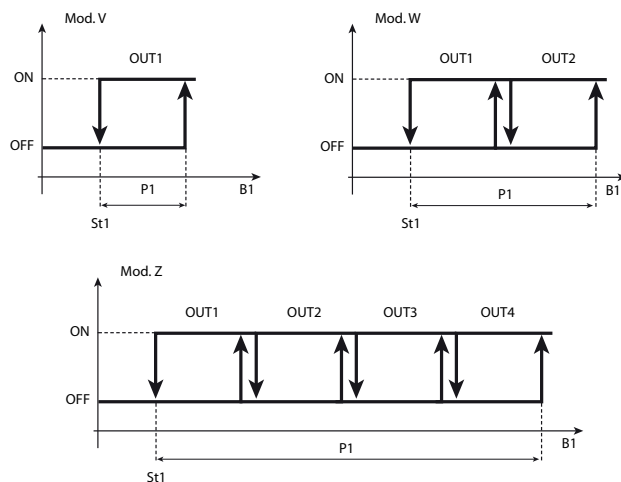 Mod. V
OUT1
ON
OFF
P1
B1
St1
Mod. W
OUT1 OUT2
ON
OFF
P1
B1
St1
Mod. Z
OUT1 OUT2 OUT3 OUT4
ON
OFF
P1
B1
St1